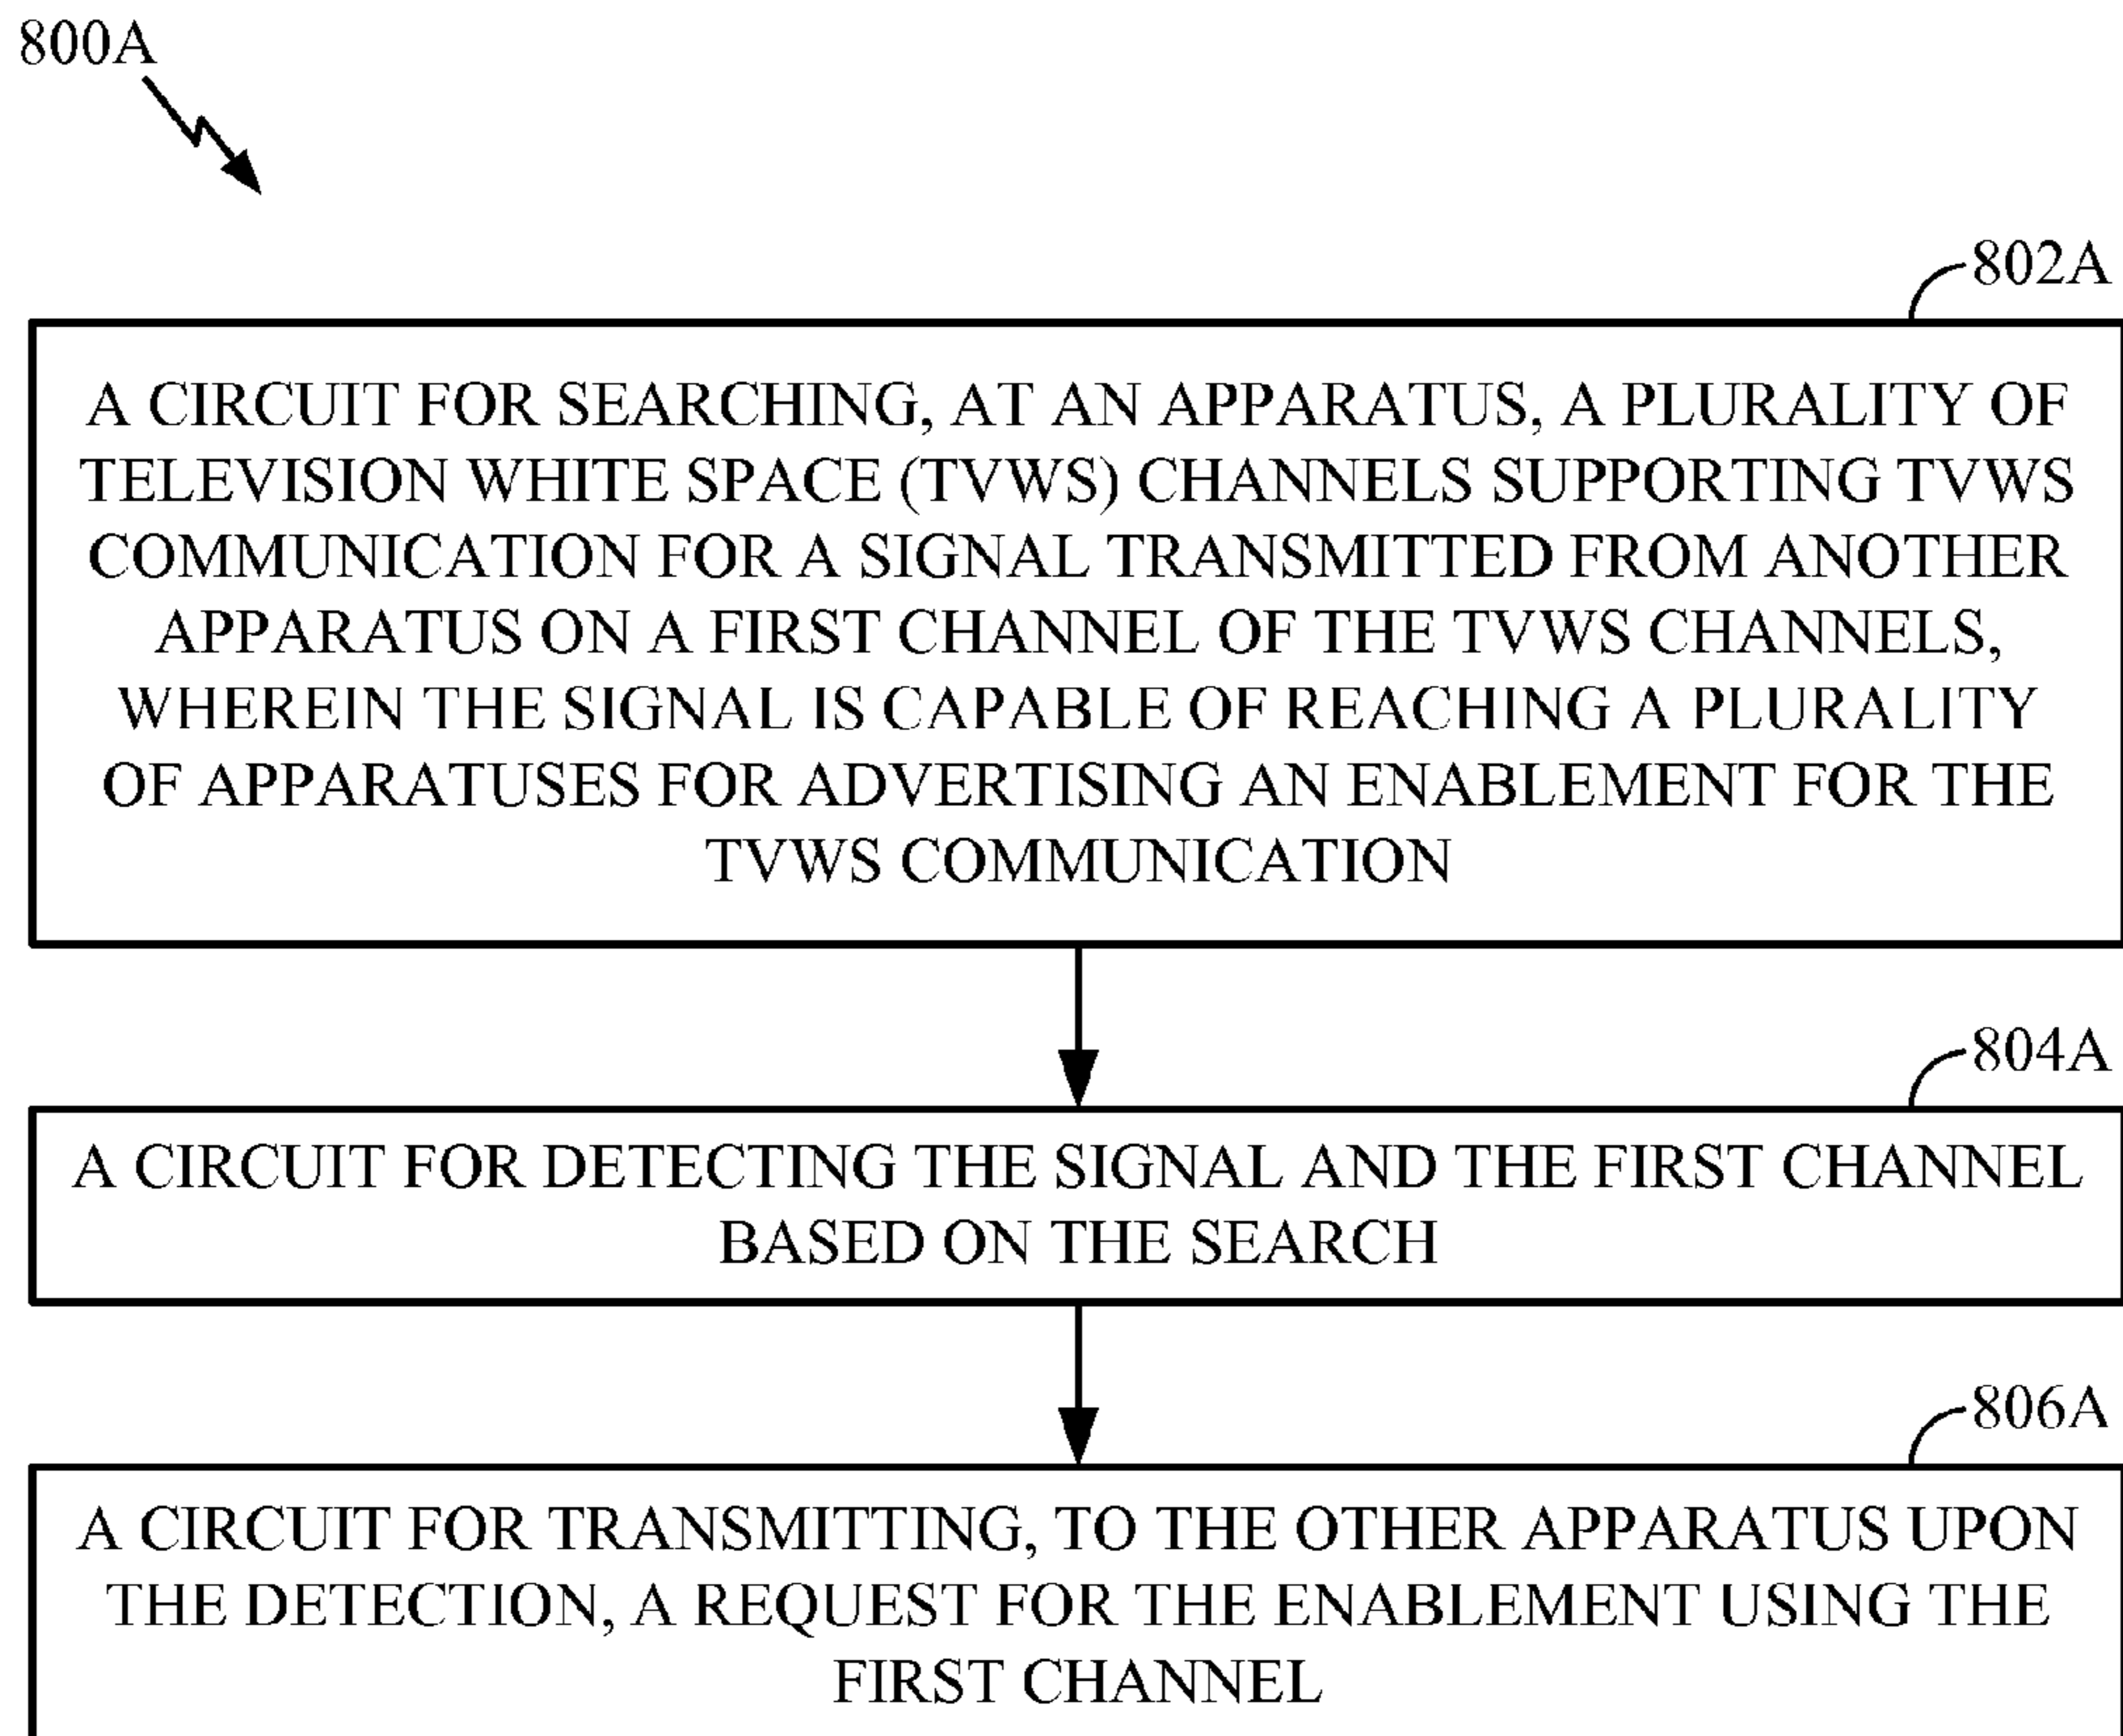 800A
802A
A CIRCUIT FOR SEARCHING, AT AN APPARATUS, A PLURALITY OF
TELEVISION WHITE SPACE (TVWS) CHANNELS SUPPORTING TVWS
COMMUNICATION FOR A SIGNAL TRANSMITTED FROM ANOTHER
APPARATUS ON A FIRST CHANNEL OF THE TVWS CHANNELS,
WHEREIN THE SIGNAL IS CAPABLE OF REACHING A PLURALITY
OF APPARATUSES FOR ADVERTISING AN ENABLEMENT FOR THE
TVWS COMMUNICATION
804A
A CIRCUIT FOR DETECTING THE SIGNAL AND THE FIRST CHANNEL
BASED ON THE SEARCH
806A
A CIRCUIT FOR TRANSMITTING, TO THE OTHER APPARATUS UPON
THE DETECTION, A REQUEST FOR THE ENABLEMENT USING THE
FIRST CHANNEL